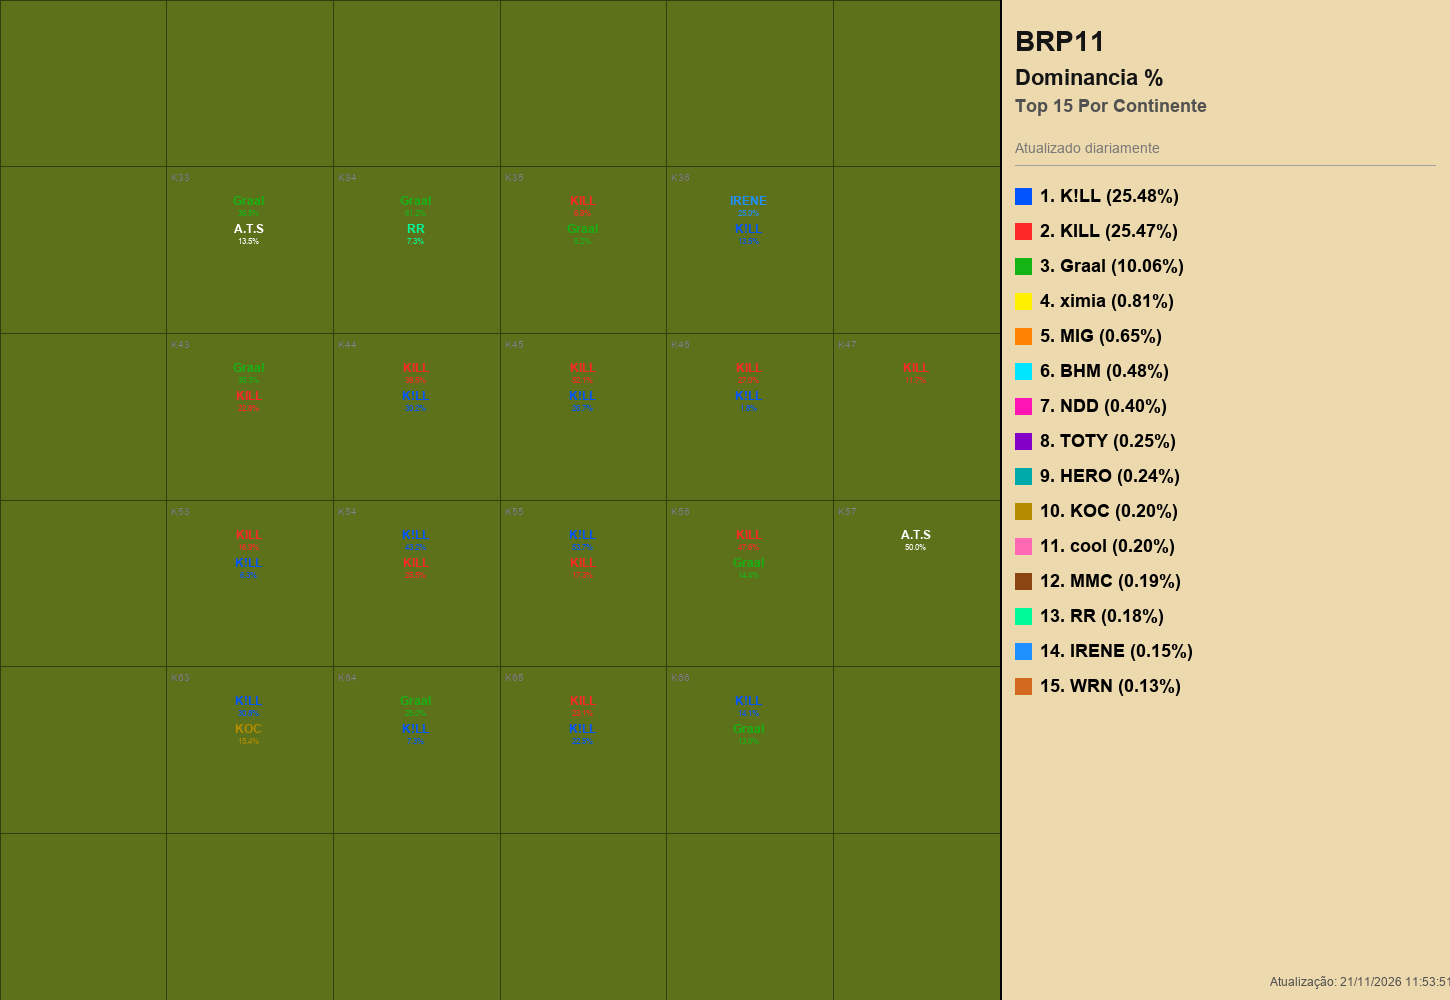 K33
Graal
A.T.S
13.5%
K34
Graal
RR
7.3%
K35
KILL
Graal
K36
IRENE
K!LL
K43
Graal
KILL
K44
KILL
K!LL
K45
KILL
K!LL
K46
KILL
K!LL
K47
KILL
K53
KILL
K!LL
K54
K!LL
KILL
K55
K!LL
KILL
K56
KILL
Graal
K57
A.T.S
50.0%
K63
K!LL
KOC
15.4%
K64
Graal
K!LL
K65
KILL
K!LL
K66
K!LL
Graal
BRP11
Dominancia %
Top 15 Por Continente
Atualizado diariamente
1. K!LL (25.48%)
2. KILL (25.47%)
3. Graal (10.06%)
4. ximia (0.81%)
5. MIG (0.65%)
6. BHM (0.48%)
7. NDD (0.40%)
8. TOTY (0.25%)
9. HERO (0.24%)
10. KOC (0.20%)
11. cool (0.20%)
12. MMC (0.19%)
13. RR (0.18%)
14. IRENE (0.15%)
15. WRN (0.13%)
Atualização: 21/11/2026 11:53:51